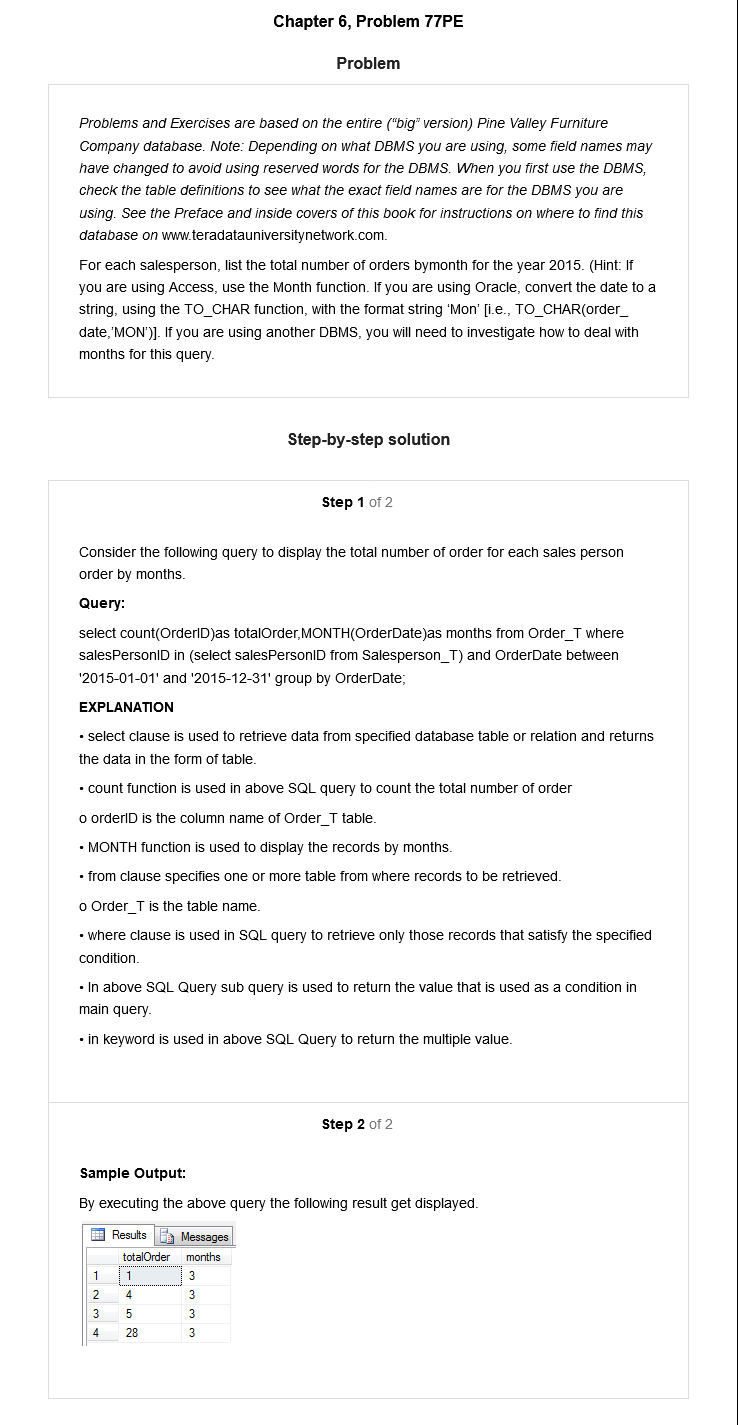 Chapter 6, Problem 77PE
Problem
Problems and Exercises are based on the entire (“big” version) Pine Valley Furniture
Company database. Note: Depending on what DBMS you are using, some field names may
have changed to avoid using reserved words for the DBMS. When you first use the DBMS,
check the table definitions to see what the exact field names are for the DBMS you are
using. See the Preface and inside covers of this book for instructions on where to find this
database on www.teradatauniversitynetwork.com.
For each salesperson, list the total number of orders bymonth for the year 2015. (Hint: If
you are using Access, use the Month function. If you are using Oracle, convert the date to a
string, using the TO_CHAR function, with the format string ‘Mon’ [i.e., TO_CHAR(order_
date,’MON’)]. If you are using another DBMS, you will need to investigate how to deal with
months for this query.
Step-by-step solution
Step 1 of 2
Consider the following query to display the total number of order for each sales person
order by months.
Query:
select count(OrderID)as totalOrder,MONTH(OrderDate)as months from Order_T where
salesPersonID in (select salesPersonID from Salesperson_T) and OrderDate between
'2015-01-01' and '2015-12-31' group by OrderDate;
EXPLANATION
• select clause is used to retrieve data from specified database table or relation and returns
the data in the form of table.
• count function is used in above SQL query to count the total number of order
o orderID is the column name of Order_T table.
• MONTH function is used to display the records by months.
• from clause specifies one or more table from where records to be retrieved.
o Order_T is the table name.
• where clause is used in SQL query to retrieve only those records that satisfy the specified
condition.
• In above SQL Query sub query is used to return the value that is used as a condition in
main query.
• in keyword is used in above SQL Query to return the multiple value.
Step 2 of 2
Sample Output:
By executing the above query the following result get displayed.
Results Messages
totalOrder months
1 1 3
2 4 3
3 5 3
4 28 3